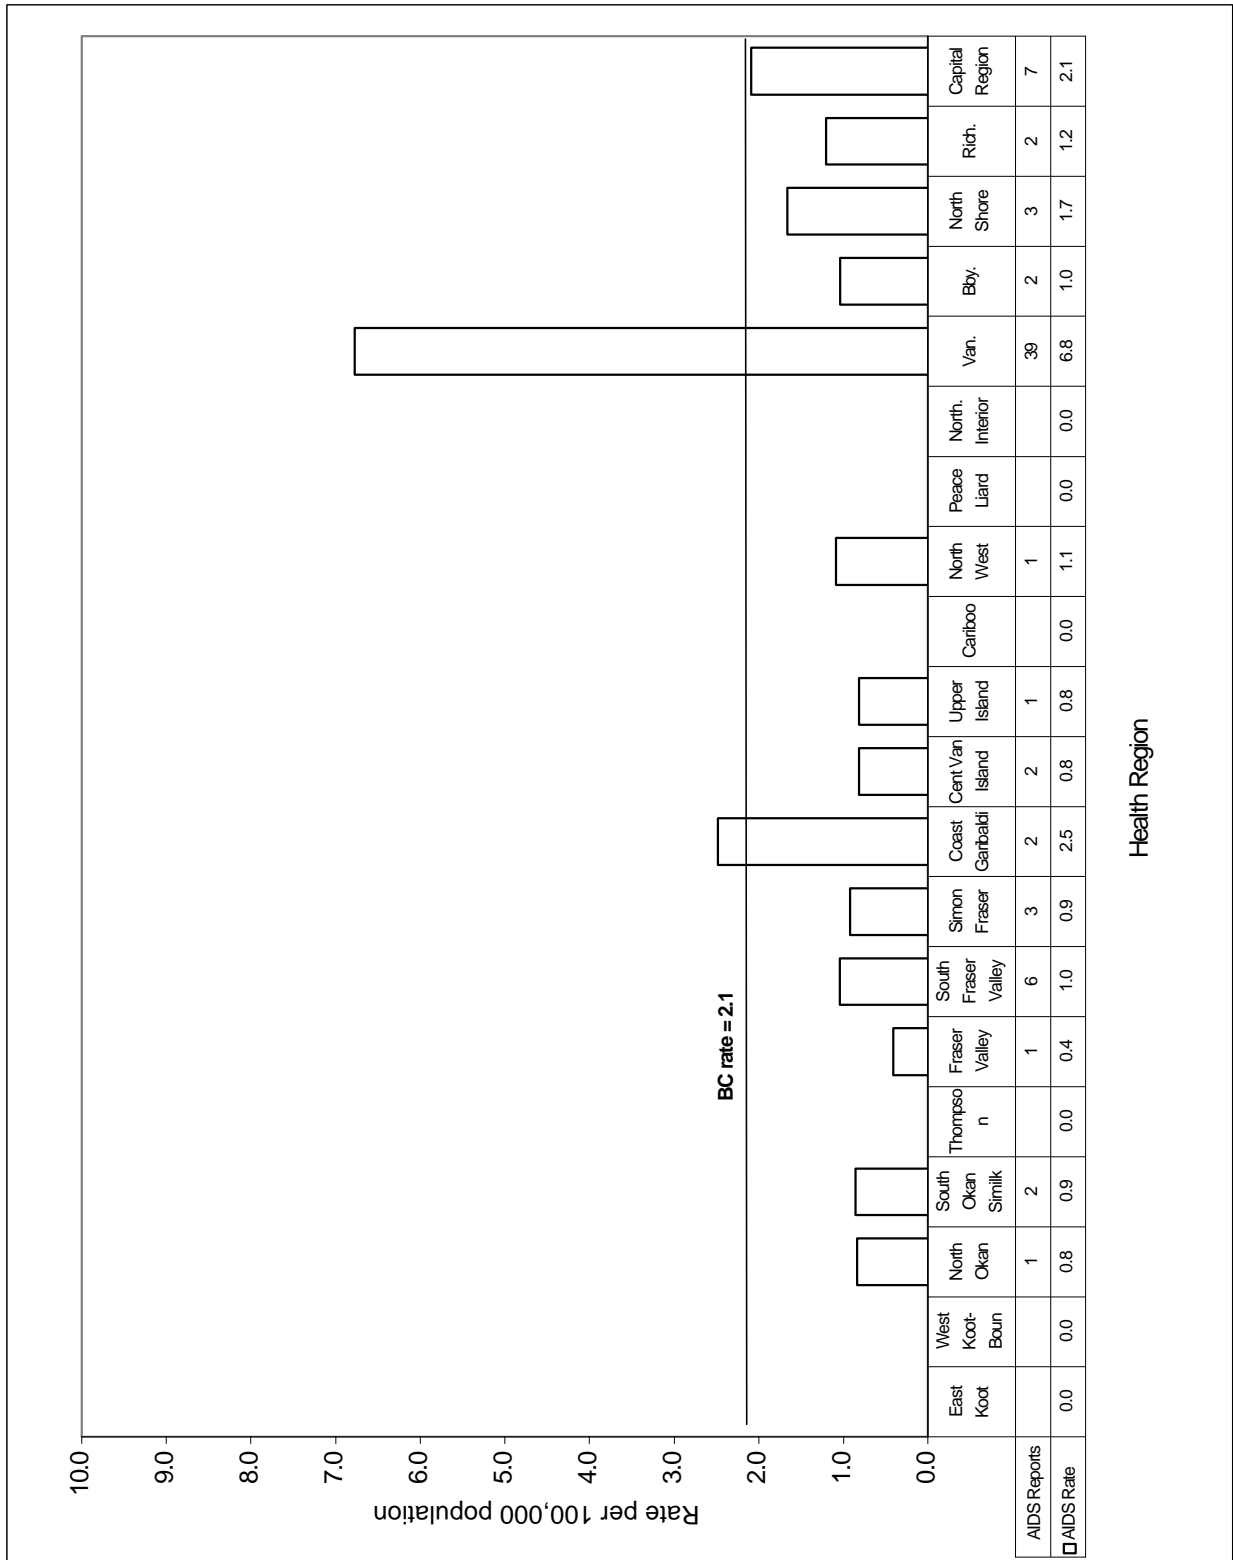 10.0
9.0
8.0
7.0
6.0
5.0
4.0
3.0
2.0
1.0
0.0
Rate per 100,000 population
BC rate = 2.1
East Koot West Koot-Boun North Okan South Okan Similk Thompso n Fraser Valley South Fraser Valley Simon Fraser Coast Garibaldi Cent Van Island Upper Island Cariboo North West Peace Liard North. Interior Van. Bby. North Shore Rich. Capital Region
AIDS Reports 1 2 1 6 3 2 2 1 1 39 2 3 2 7
AIDS Rate 0.0 0.0 0.8 0.9 0.0 0.4 1.0 0.9 2.5 0.8 0.8 0.0 1.1 0.0 0.0 6.8 1.0 1.7 1.2 2.1
Health Region